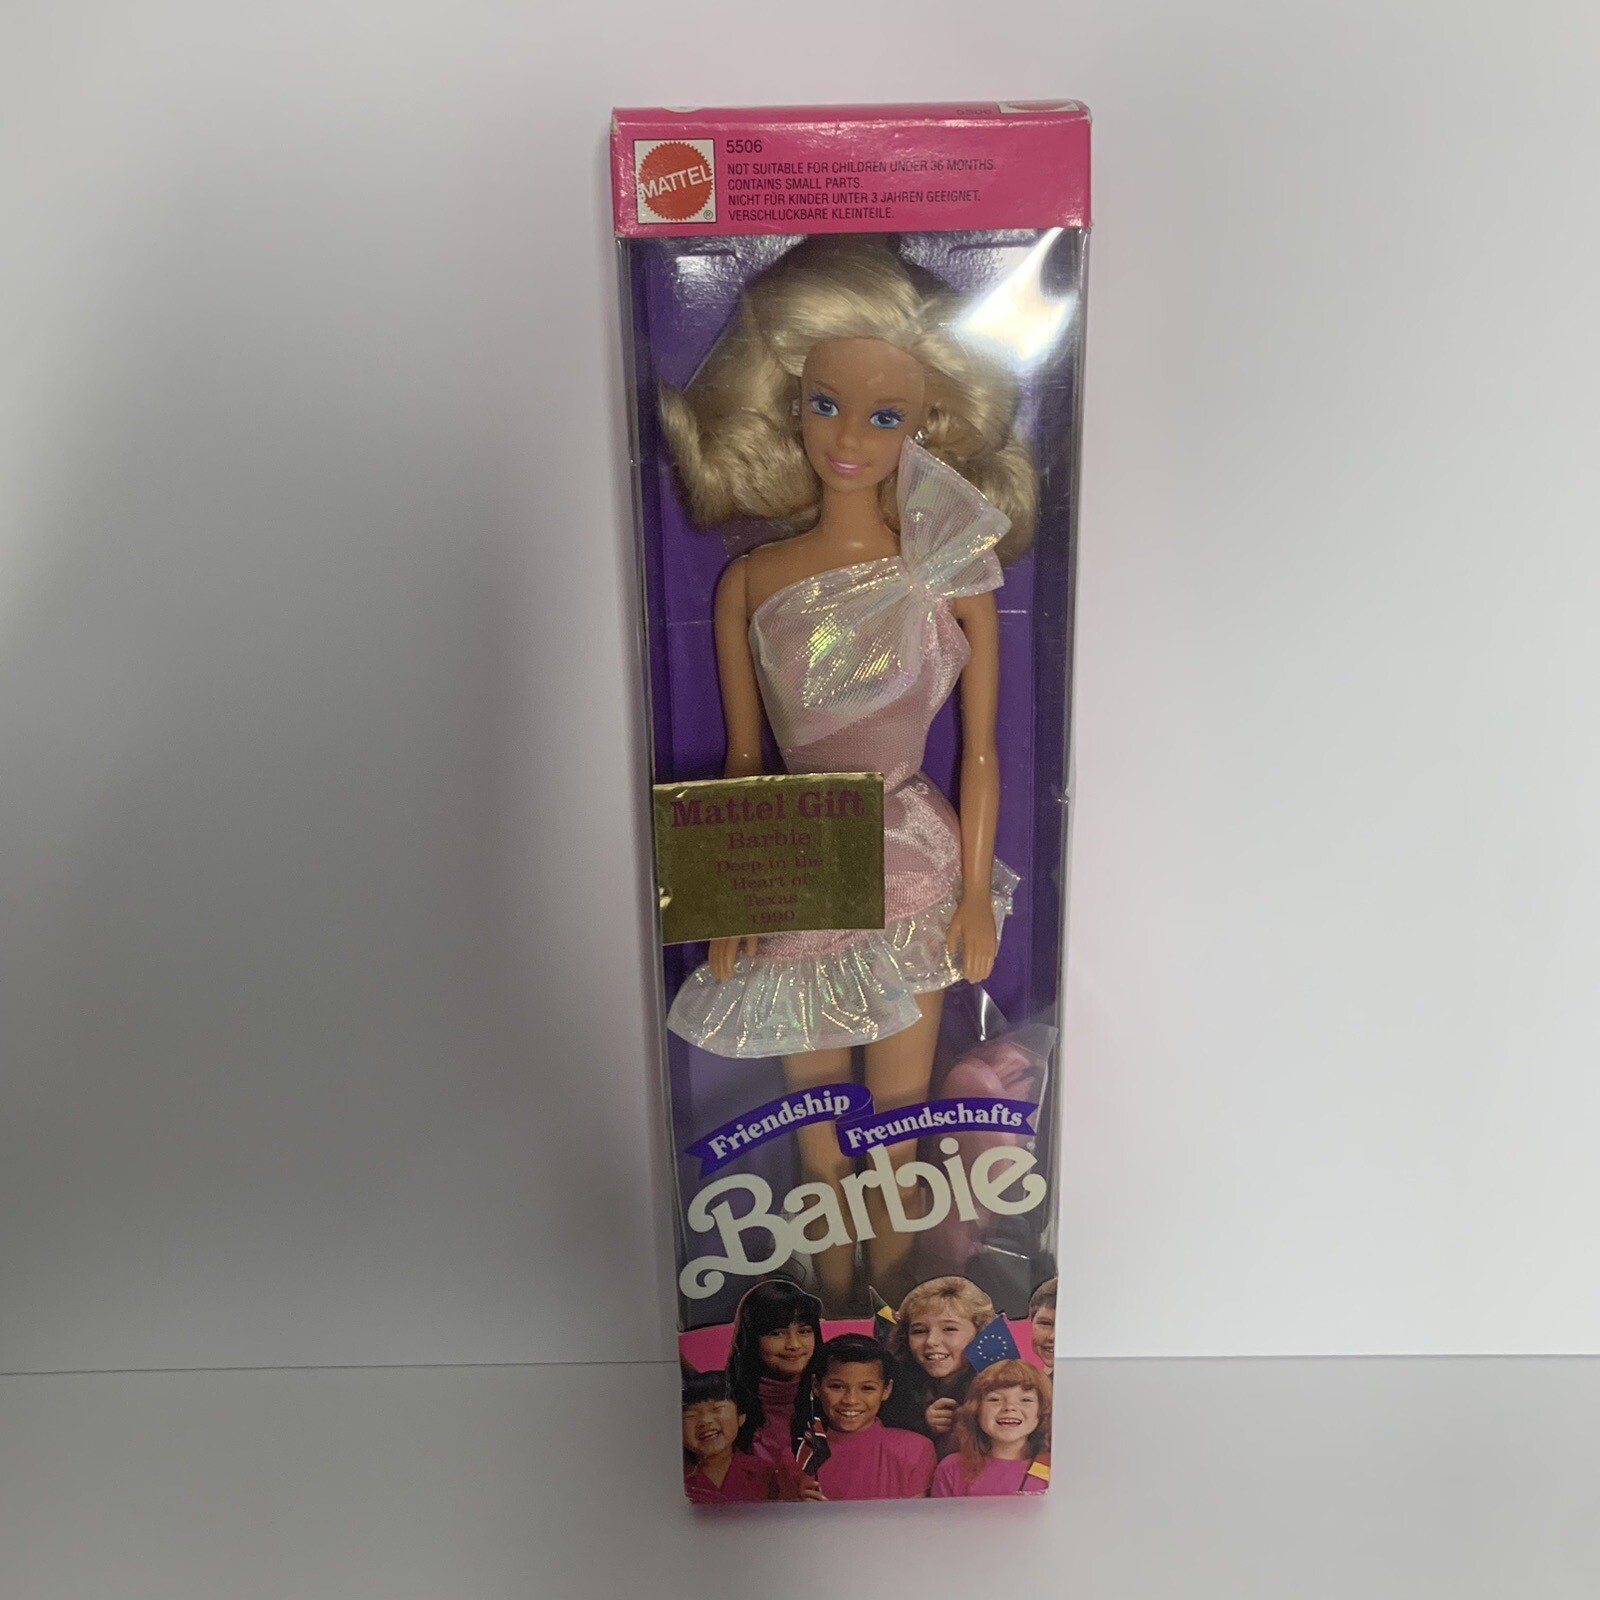 5506
MATTEL
®
5506
NOT SUITABLE FOR CHILDREN UNDER 36 MONTHS.
CONTAINS SMALL PARTS.
NICHT FÜR KINDER UNTER 3 JAHREN GEEIGNET.
VERSCHLUCKBARE KLEINTEILE.
Mattel Gift
Barbie
Deep in the
Heart of
Texas
1990
Friendship
Freundschafts
Barbie®